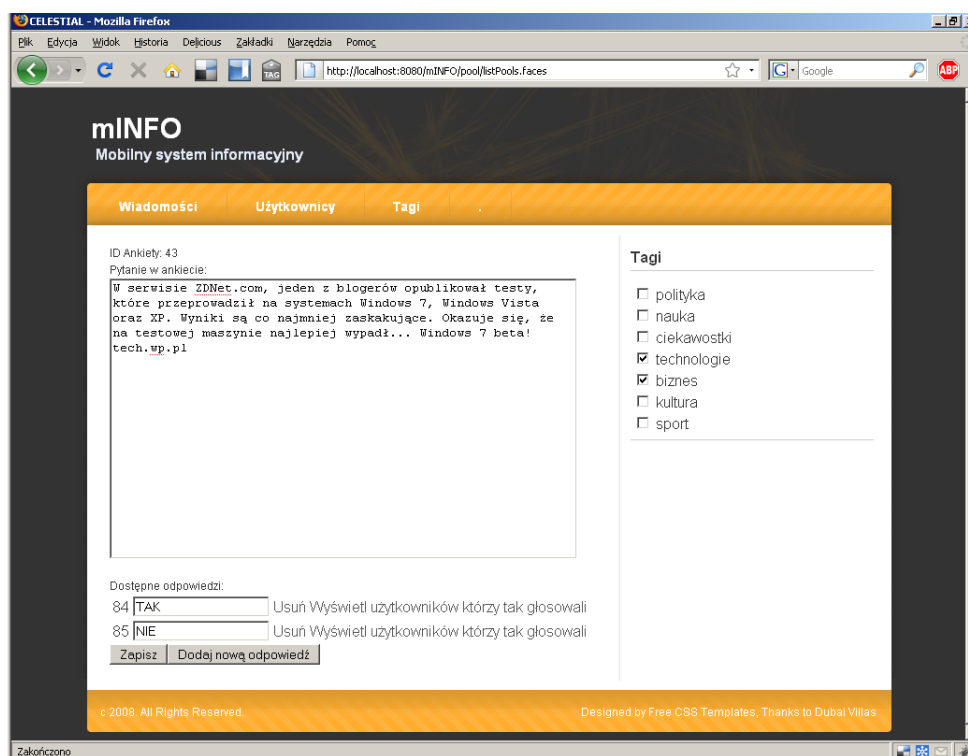 CELESTIAL - Mozilla Firefox
Plik Edycja Widok Historia Delicious Zakładki Narzędzia Pomoc
TAG http://localhost:8080/mINFO/pool/listPools.faces G Google ABP
mINFO
Mobilny system informacyjny
Wiadomości Użytkownicy Tagi .
ID Ankiety: 43
Pytanie w ankiecie:
W serwisie ZDNet.com, jeden z blogerów opublikował testy,
które przeprowadził na systemach Windows 7, Windows Vista
oraz XP. Wyniki są co najmniej zaskakujące. Okazuje się, że
na testowej maszynie najlepiej wypadł... Windows 7 beta!
tech.wp.pl
Tagi
polityka
nauka
ciekawostki
technologie
biznes
kultura
sport
Dostępne odpowiedzi:
84 TAK Usuń Wyświetl użytkowników którzy tak głosowali
85 NIE Usuń Wyświetl użytkowników którzy tak głosowali
Zapisz Dodaj nową odpowiedź
c 2008. All Rights Reserved. Designed by Free CSS Templates, Thanks to Dubai Villas
Zakończono